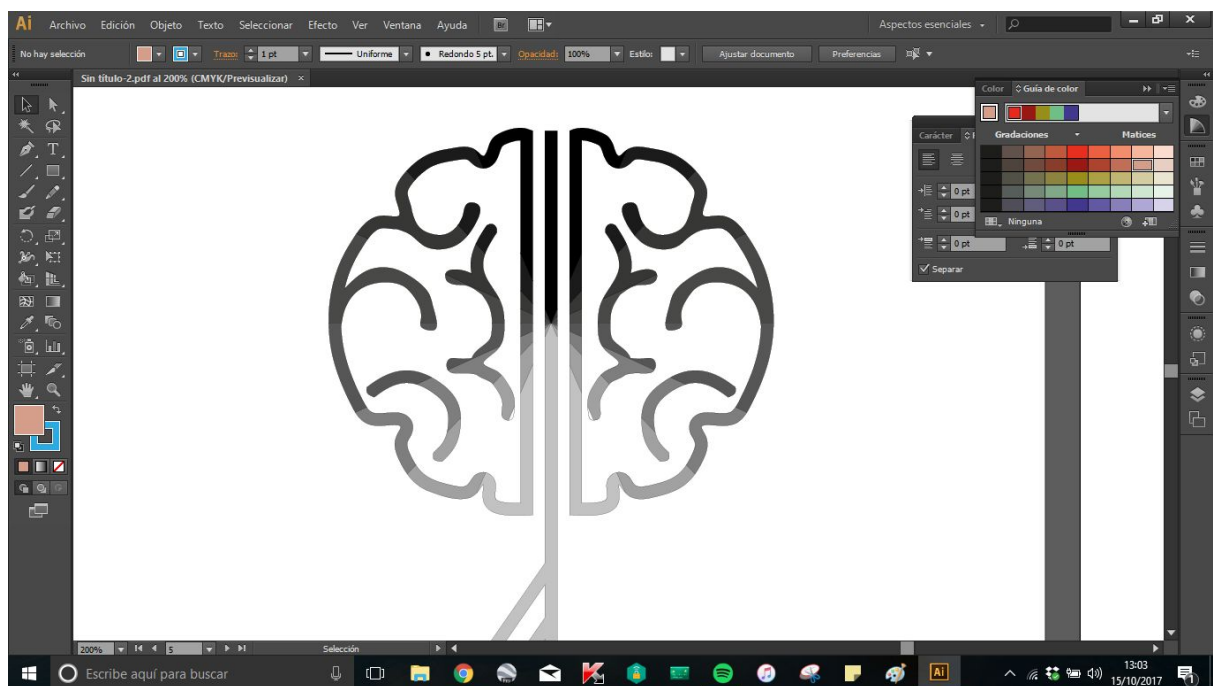 Ai Archivo Edición Objeto Texto Seleccionar Efecto Ver Ventana Ayuda Br Aspectos esenciales
No hay selección Trazo: 1 pt Uniforme Redondo 5 pt. Opacidad: 100% Estilo: Ajustar documento Preferencias
Sin título-2.pdf al 200% (CMYK/Previsualizar) ×
Color Guía de color
Carácter
Gradaciones Matices
0 pt
0 pt
Ninguna
0 pt 0 pt
Separar
200% 5 Selección
Escribe aquí para buscar
Ai
13:03
15/10/2017